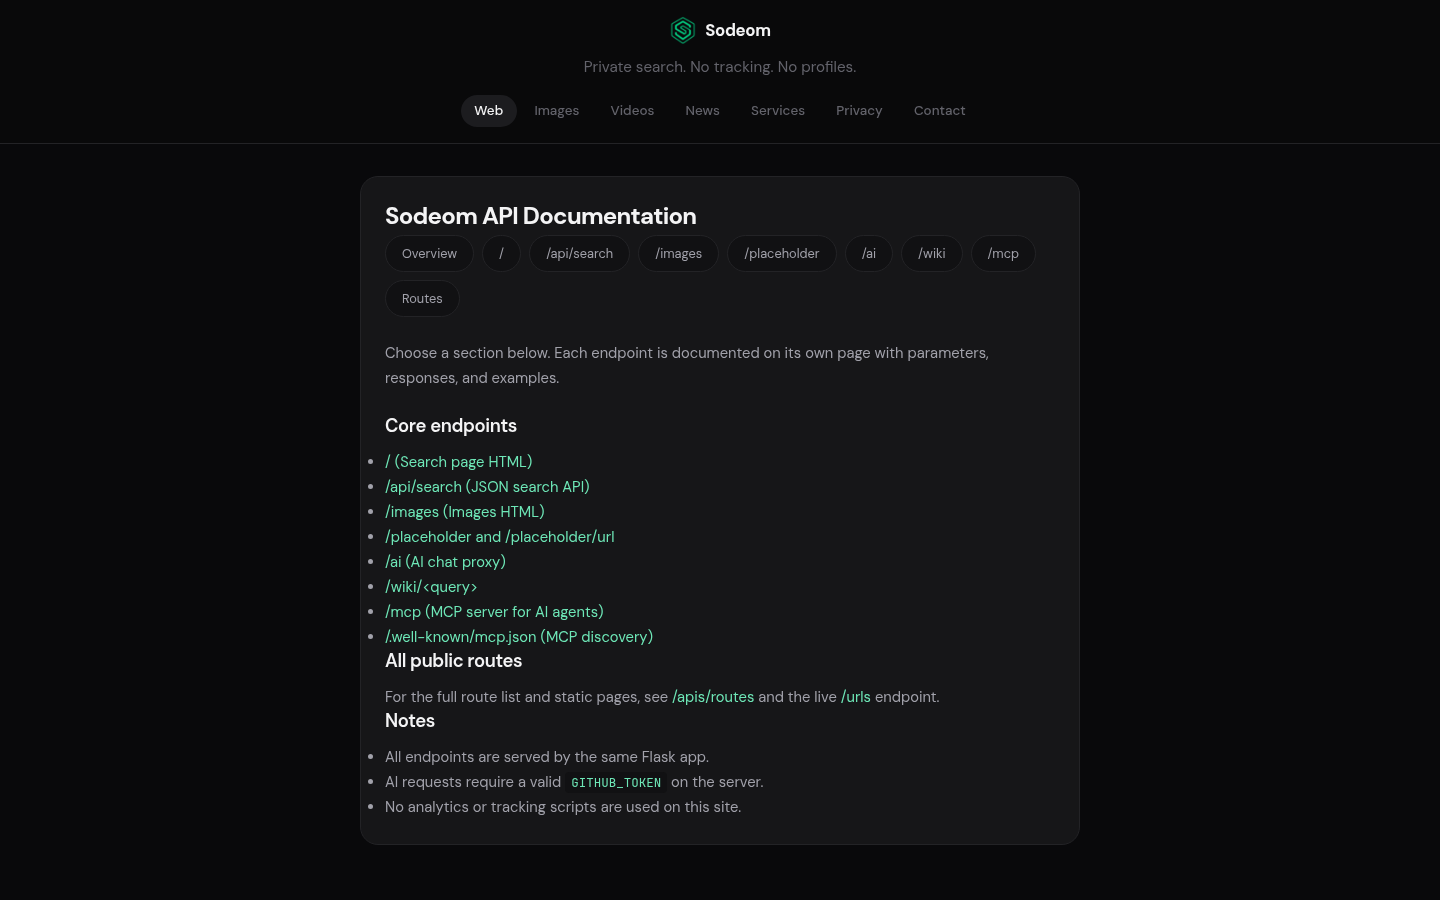 Sodeom
Private search. No tracking. No profiles.
Web Images Videos News Services Privacy Contact
Sodeom API Documentation
Overview / /api/search /images /placeholder /ai /wiki /mcp
Routes
Choose a section below. Each endpoint is documented on its own page with parameters,
responses, and examples.
Core endpoints
/ (Search page HTML)
/api/search (JSON search API)
/images (Images HTML)
/placeholder and /placeholder/url
/ai (AI chat proxy)
/wiki/<query>
/mcp (MCP server for AI agents)
/.well-known/mcp.json (MCP discovery)
All public routes
For the full route list and static pages, see /apis/routes and the live /urls endpoint.
Notes
All endpoints are served by the same Flask app.
AI requests require a valid GITHUB_TOKEN on the server.
No analytics or tracking scripts are used on this site.